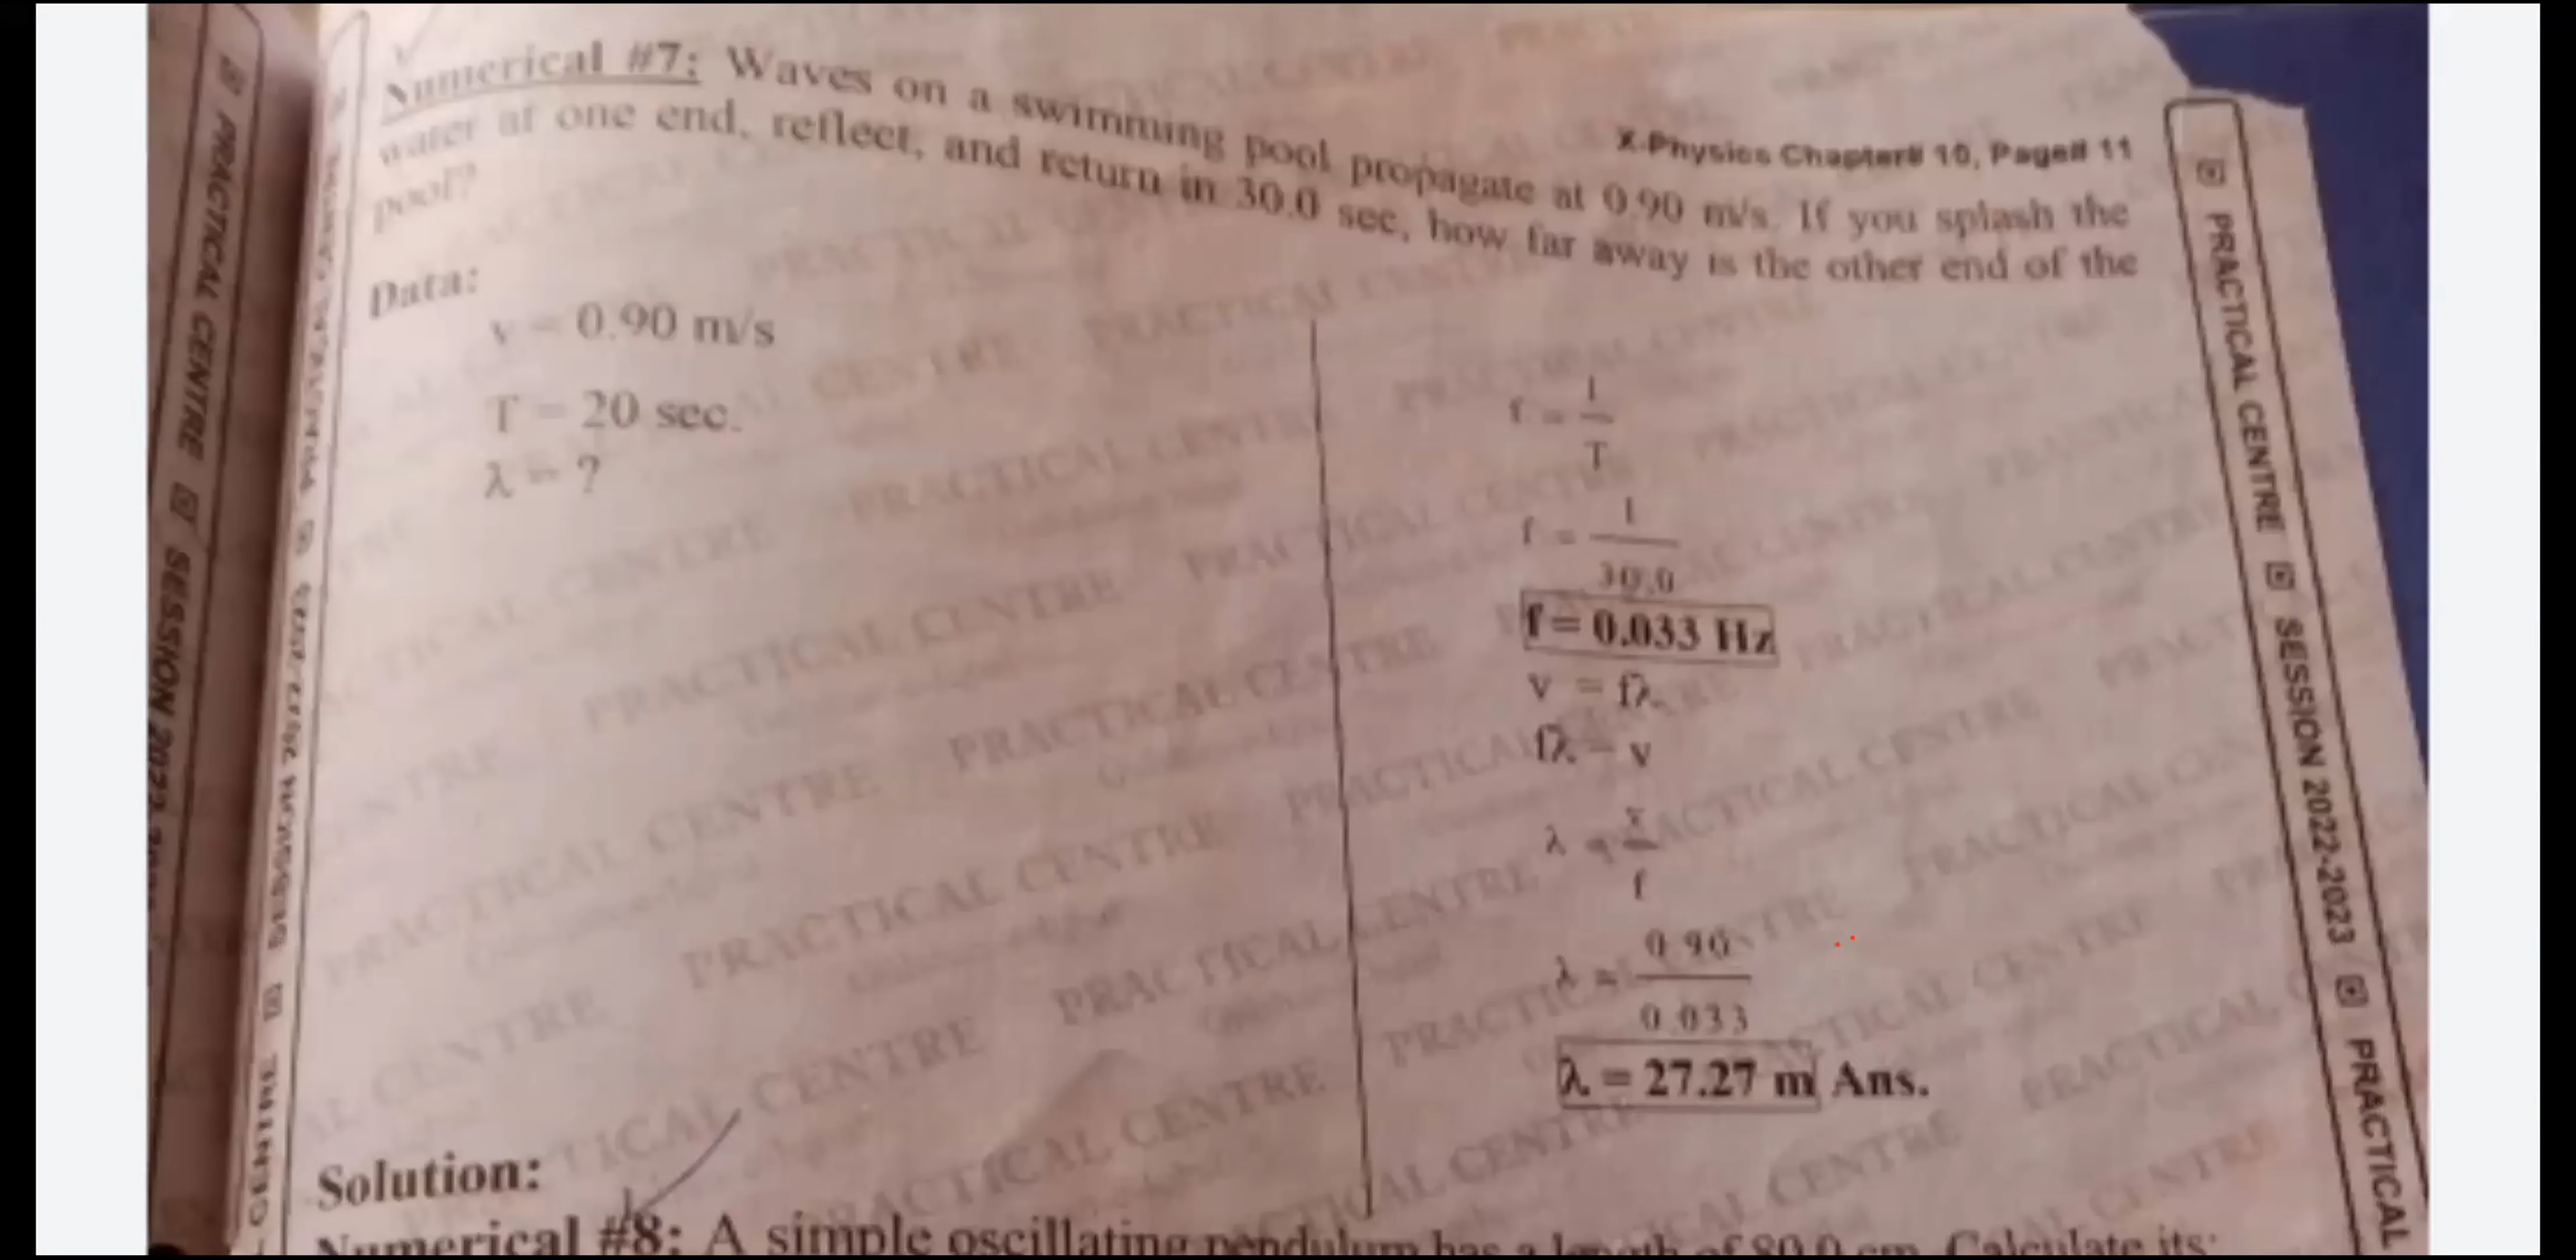 X-Physics Chapter# 10, Page# 11
Numerical #7: Waves on a swimming pool propagate at 0.90 m/s. If you splash the
water at one end, reflect, and return in 30.0 sec, how far away is the other end of the
pool?
Data:
v = 0.90 m/s
T = 20 sec.
λ = ?
f = 1/T
f = 1/30.0
f = 0.033 Hz
v = fλ
fλ = v
λ = v/f
λ = 0.90/0.033
λ = 27.27 m Ans.
Solution:
Numerical #8: A simple oscillating pendulum has a length of 80.0 cm. Calculate its:
PRACTICAL CENTRE SESSION 2022-2023 PRACTICAL
PRACTICAL CENTRE SESSION